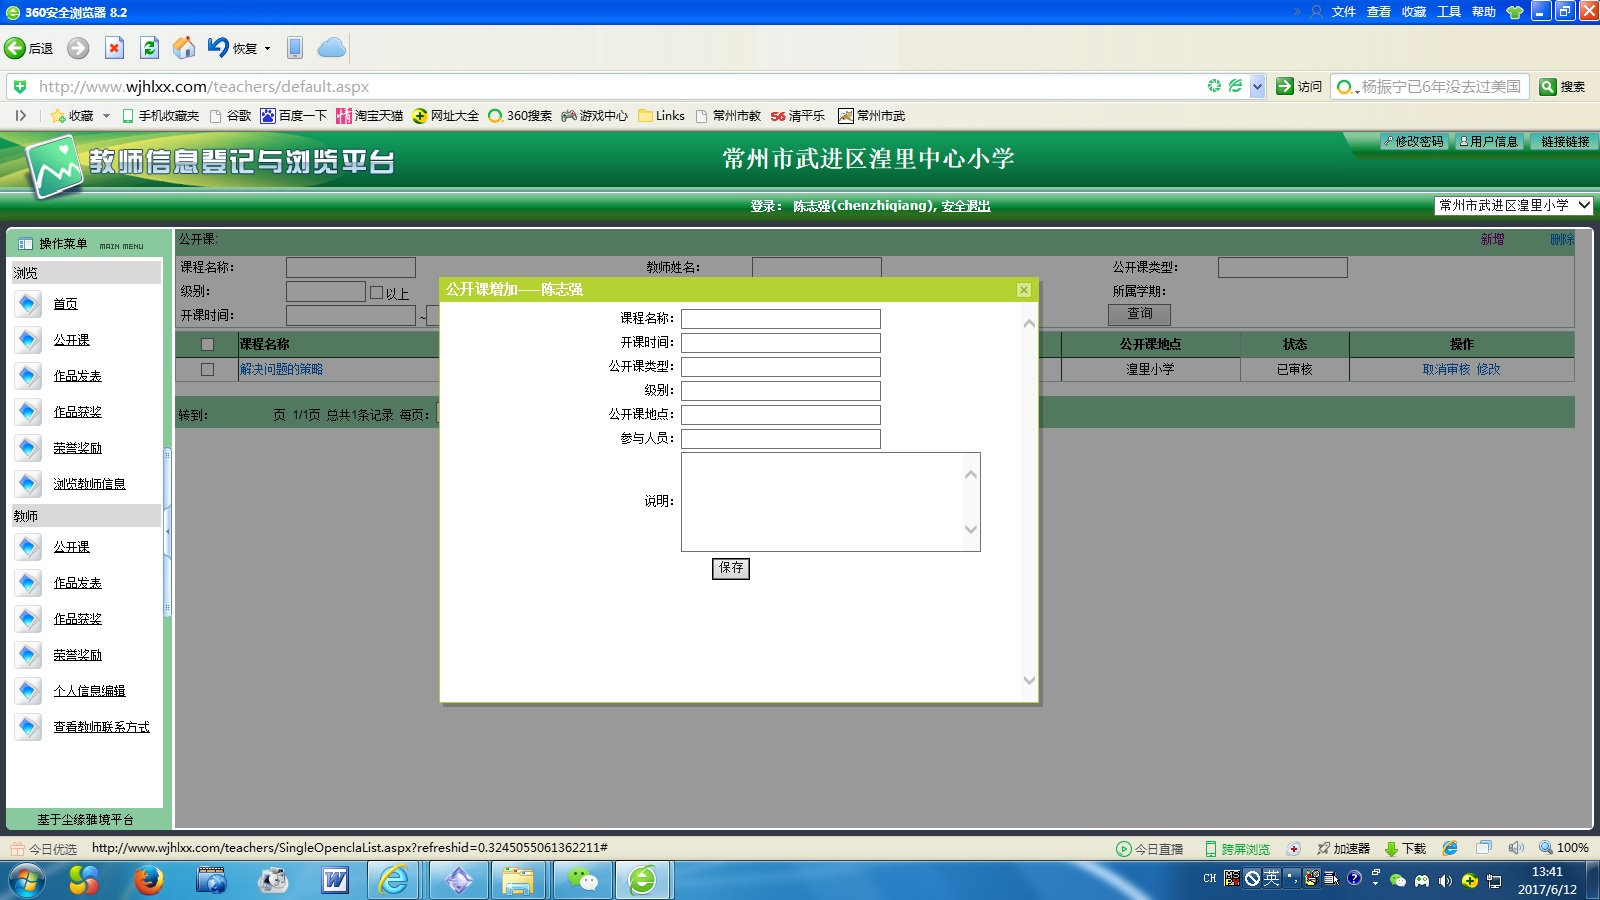 360安全浏览器 8.2
» 文件 查看 收藏 工具 帮助
后退 恢复
http://www.wjhlxx.com/teachers/default.aspx
访问 杨振宁已6年没去过美国 搜索
收藏 手机收藏夹 谷歌 百度一下 淘宝天猫 网址大全 360搜索 游戏中心 Links 常州市教 56 清平乐 常州市武
教师信息登记与浏览平台
常州市武进区湟里中心小学
修改密码 用户信息 链接链接
登录： 陈志强(chenzhiqiang), 安全退出
常州市武进区湟里小学
操作菜单 MAIN MENU
浏览
首页
公开课
作品发表
作品获奖
荣誉奖励
浏览教师信息
教师
公开课
作品发表
作品获奖
荣誉奖励
个人信息编辑
查看教师联系方式
基于尘缘雅境平台
公开课: 新增 删除
课程名称: 教师姓名: 公开课类型:
级别: 以上 所属学期:
开课时间: ~ 查询
课程名称 公开课地点 状态 操作
解决问题的策略 湟里小学 已审核 取消审核 修改
转到: 页 1/1页 总共1条记录 每页:
公开课增加——陈志强
课程名称:
开课时间:
公开课类型:
级别:
公开课地点:
参与人员:
说明:
保存
今日优选 http://www.wjhlxx.com/teachers/SingleOpenclaList.aspx?refreshid=0.3245055061362211#
今日直播 跨屏浏览 加速器 下载 100%
CH 英
13:41
2017/6/12